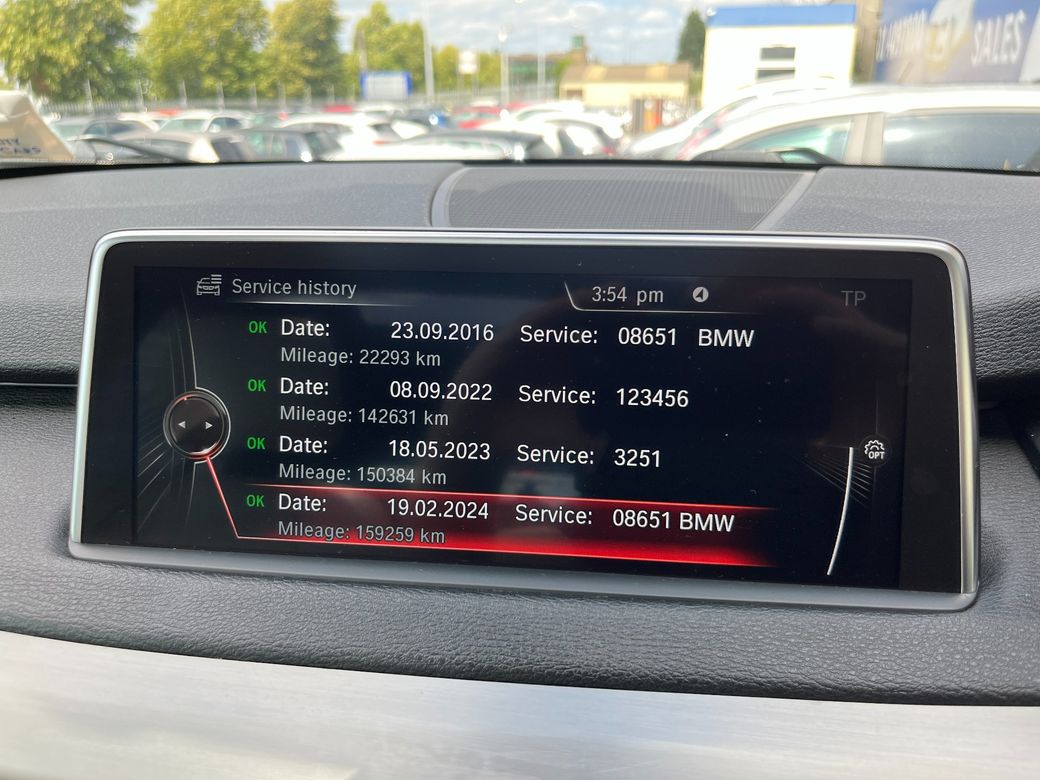 SALES
CARS
Service history
3:54 pm
TP
OK Date: 23.09.2016 Service: 08651 BMW
Mileage: 22293 km
OK Date: 08.09.2022 Service: 123456
Mileage: 142631 km
OK Date: 18.05.2023 Service: 3251
Mileage: 150384 km
OPT
OK Date: 19.02.2024 Service: 08651 BMW
Mileage: 159259 km